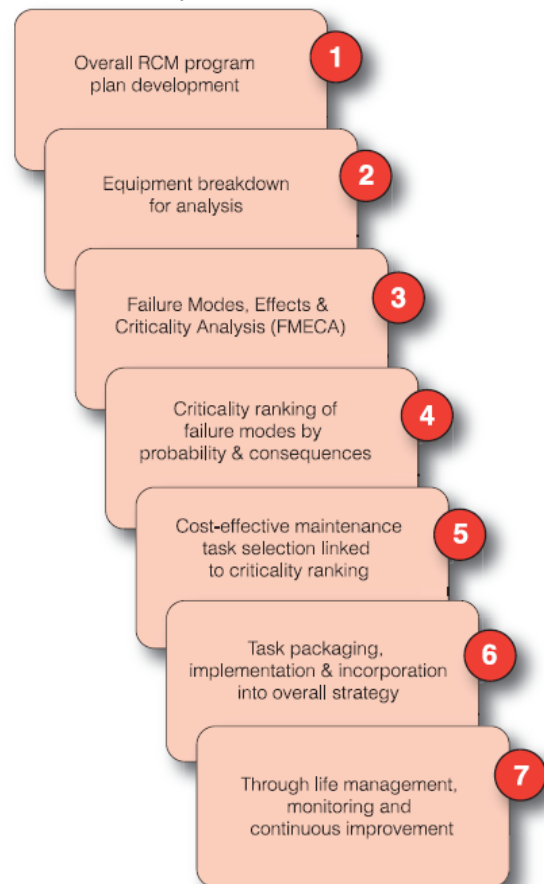 Overall RCM program
plan development
1
Equipment breakdown
for analysis
2
Failure Modes, Effects &
Criticality Analysis (FMECA)
3
Criticality ranking of
failure modes by
probability & consequences
4
Cost-effective maintenance
task selection linked
to criticality ranking
5
Task packaging,
implementation & incorporation
into overall strategy
6
Through life management,
monitoring and
continuous improvement
7